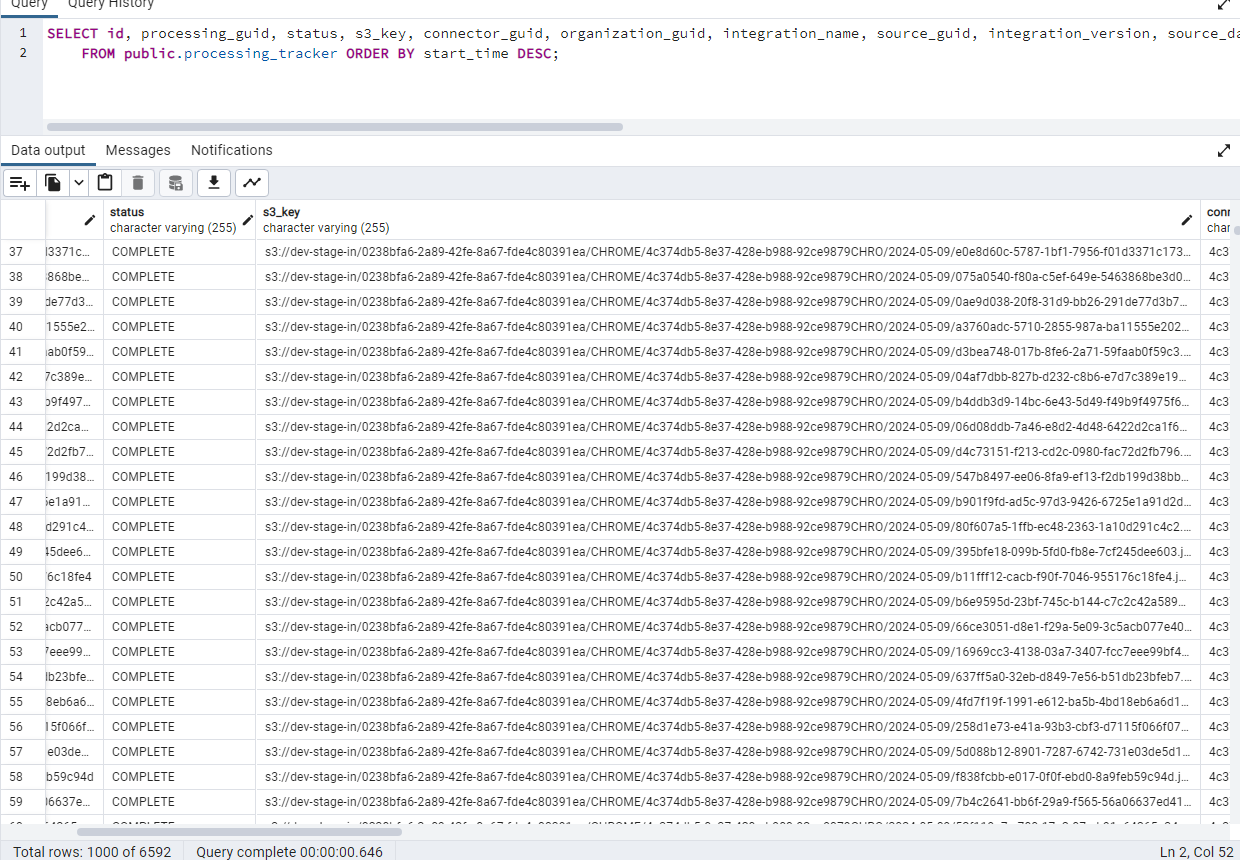 Query Query History
1 SELECT id, processing_guid, status, s3_key, connector_guid, organization_guid, integration_name, source_guid, integration_version, source_da
2 FROM public.processing_tracker ORDER BY start_time DESC;
Data output Messages Notifications
status s3_key conn
character varying (255) character varying (255) char
37 l3371c... COMPLETE s3://dev-stage-in/0238bfa6-2a89-42fe-8a67-fde4c80391ea/CHROME/4c374db5-8e37-428e-b988-92ce9879CHRO/2024-05-09/e0e8d60c-5787-1bf1-7956-f01d3371c173... 4c3
38 868be... COMPLETE s3://dev-stage-in/0238bfa6-2a89-42fe-8a67-fde4c80391ea/CHROME/4c374db5-8e37-428e-b988-92ce9879CHRO/2024-05-09/075a0540-f80a-c5ef-649e-5463868be3d0... 4c3
39 de77d3... COMPLETE s3://dev-stage-in/0238bfa6-2a89-42fe-8a67-fde4c80391ea/CHROME/4c374db5-8e37-428e-b988-92ce9879CHRO/2024-05-09/0ae9d038-20f8-31d9-bb26-291de77d3b7... 4c3
40 1555e2... COMPLETE s3://dev-stage-in/0238bfa6-2a89-42fe-8a67-fde4c80391ea/CHROME/4c374db5-8e37-428e-b988-92ce9879CHRO/2024-05-09/a3760adc-5710-2855-987a-ba11555e202... 4c3
41 ab0f59... COMPLETE s3://dev-stage-in/0238bfa6-2a89-42fe-8a67-fde4c80391ea/CHROME/4c374db5-8e37-428e-b988-92ce9879CHRO/2024-05-09/d3bea748-017b-8fe6-2a71-59faab0f59c3.... 4c3
42 7c389e... COMPLETE s3://dev-stage-in/0238bfa6-2a89-42fe-8a67-fde4c80391ea/CHROME/4c374db5-8e37-428e-b988-92ce9879CHRO/2024-05-09/04af7dbb-827b-d232-c8b6-e7d7c389e19... 4c3
43 b9f497... COMPLETE s3://dev-stage-in/0238bfa6-2a89-42fe-8a67-fde4c80391ea/CHROME/4c374db5-8e37-428e-b988-92ce9879CHRO/2024-05-09/b4ddb3d9-14bc-6e43-5d49-f49b9f4975f6... 4c3
44 2d2ca... COMPLETE s3://dev-stage-in/0238bfa6-2a89-42fe-8a67-fde4c80391ea/CHROME/4c374db5-8e37-428e-b988-92ce9879CHRO/2024-05-09/06d08ddb-7a46-e8d2-4d48-6422d2ca1f6... 4c3
45 2d2fb7... COMPLETE s3://dev-stage-in/0238bfa6-2a89-42fe-8a67-fde4c80391ea/CHROME/4c374db5-8e37-428e-b988-92ce9879CHRO/2024-05-09/d4c73151-f213-cd2c-0980-fac72d2fb796.... 4c3
46 199d38... COMPLETE s3://dev-stage-in/0238bfa6-2a89-42fe-8a67-fde4c80391ea/CHROME/4c374db5-8e37-428e-b988-92ce9879CHRO/2024-05-09/547b8497-ee06-8fa9-ef13-f2db199d38bb... 4c3
47 5e1a91... COMPLETE s3://dev-stage-in/0238bfa6-2a89-42fe-8a67-fde4c80391ea/CHROME/4c374db5-8e37-428e-b988-92ce9879CHRO/2024-05-09/b901f9fd-ad5c-97d3-9426-6725e1a91d2d... 4c3
48 d291c4... COMPLETE s3://dev-stage-in/0238bfa6-2a89-42fe-8a67-fde4c80391ea/CHROME/4c374db5-8e37-428e-b988-92ce9879CHRO/2024-05-09/80f607a5-1ffb-ec48-2363-1a10d291c4c2.... 4c3
49 45dee6... COMPLETE s3://dev-stage-in/0238bfa6-2a89-42fe-8a67-fde4c80391ea/CHROME/4c374db5-8e37-428e-b988-92ce9879CHRO/2024-05-09/395bfe18-099b-5fd0-fb8e-7cf245dee603.j... 4c3
50 6c18fe4 COMPLETE s3://dev-stage-in/0238bfa6-2a89-42fe-8a67-fde4c80391ea/CHROME/4c374db5-8e37-428e-b988-92ce9879CHRO/2024-05-09/b11fff12-cacb-f90f-7046-955176c18fe4.j... 4c3
51 2c42a5... COMPLETE s3://dev-stage-in/0238bfa6-2a89-42fe-8a67-fde4c80391ea/CHROME/4c374db5-8e37-428e-b988-92ce9879CHRO/2024-05-09/b6e9595d-23bf-745c-b144-c7c2c42a589... 4c3
52 acb077... COMPLETE s3://dev-stage-in/0238bfa6-2a89-42fe-8a67-fde4c80391ea/CHROME/4c374db5-8e37-428e-b988-92ce9879CHRO/2024-05-09/66ce3051-d8e1-f29a-5e09-3c5acb077e40... 4c3
53 7eee99... COMPLETE s3://dev-stage-in/0238bfa6-2a89-42fe-8a67-fde4c80391ea/CHROME/4c374db5-8e37-428e-b988-92ce9879CHRO/2024-05-09/16969cc3-4138-03a7-3407-fcc7eee99bf4... 4c3
54 lb23bfe... COMPLETE s3://dev-stage-in/0238bfa6-2a89-42fe-8a67-fde4c80391ea/CHROME/4c374db5-8e37-428e-b988-92ce9879CHRO/2024-05-09/637ff5a0-32eb-d849-7e56-b51db23bfeb7.... 4c3
55 8eb6a6... COMPLETE s3://dev-stage-in/0238bfa6-2a89-42fe-8a67-fde4c80391ea/CHROME/4c374db5-8e37-428e-b988-92ce9879CHRO/2024-05-09/4fd7f19f-1991-e612-ba5b-4bd18eb6a6d1... 4c3
56 15f066f... COMPLETE s3://dev-stage-in/0238bfa6-2a89-42fe-8a67-fde4c80391ea/CHROME/4c374db5-8e37-428e-b988-92ce9879CHRO/2024-05-09/258d1e73-e41a-93b3-cbf3-d7115f066f07... 4c3
57 e03de... COMPLETE s3://dev-stage-in/0238bfa6-2a89-42fe-8a67-fde4c80391ea/CHROME/4c374db5-8e37-428e-b988-92ce9879CHRO/2024-05-09/5d088b12-8901-7287-6742-731e03de5d1... 4c3
58 b59c94d COMPLETE s3://dev-stage-in/0238bfa6-2a89-42fe-8a67-fde4c80391ea/CHROME/4c374db5-8e37-428e-b988-92ce9879CHRO/2024-05-09/f838fcbb-e017-0f0f-ebd0-8a9feb59c94d.j... 4c3
59 6637e... COMPLETE s3://dev-stage-in/0238bfa6-2a89-42fe-8a67-fde4c80391ea/CHROME/4c374db5-8e37-428e-b988-92ce9879CHRO/2024-05-09/7b4c2641-bb6f-29a9-f565-56a06637ed41... 4c3
Total rows: 1000 of 6592 Query complete 00:00:00.646 Ln 2, Col 52